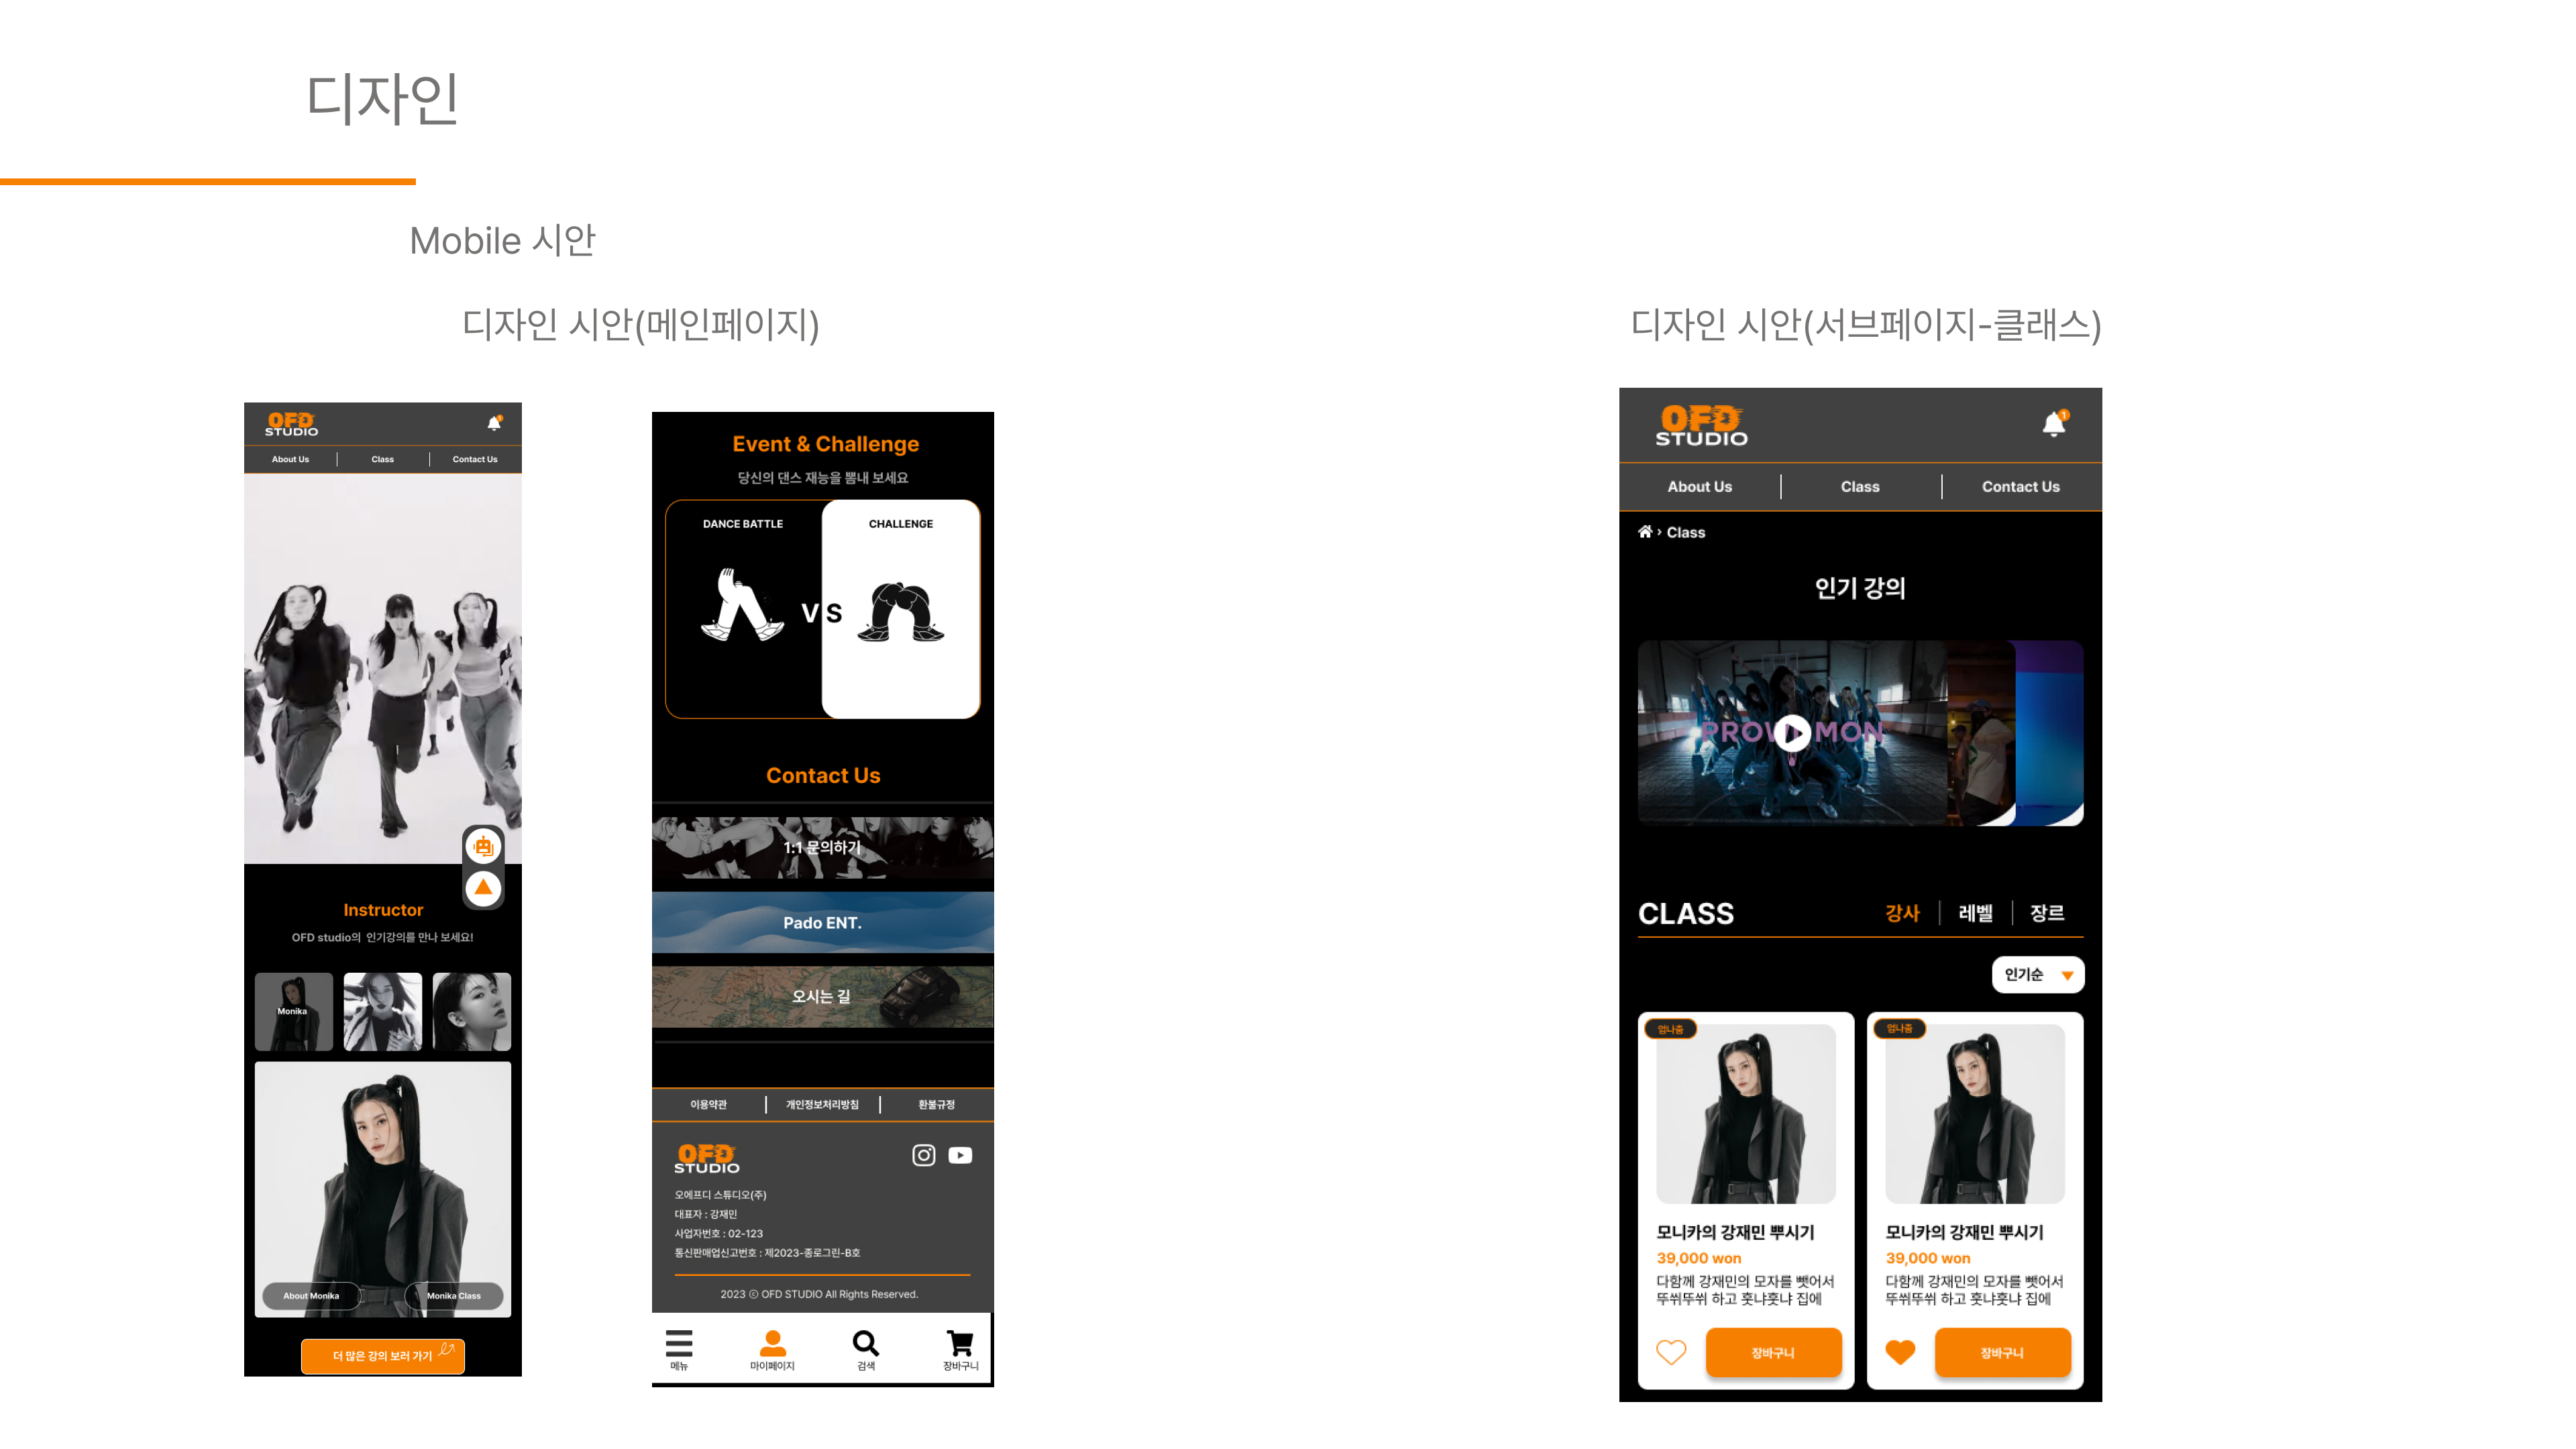 디자인
Mobile 시안
디자인 시안(메인페이지)
OFD
STUDIO
1
About Us
Class
Contact Us
Instructor
OFD studio의 인기강의를 만나 보세요!
Monika
About Monika
Monika Class
더 많은 강의 보러 가기
Event & Challenge
당신의 댄스 재능을 뽐내 보세요
DANCE BATTLE
CHALLENGE
VS
Contact Us
1:1 문의하기
Pado ENT.
오시는 길
이용약관
개인정보처리방침
환불규정
OFD
STUDIO
오에프디 스튜디오(주)
대표자 : 강재민
사업자번호 : 02-123
통신판매업신고번호 : 제2023-종로그린-B호
2023 ⓒ OFD STUDIO All Rights Reserved.
메뉴
마이페이지
검색
장바구니
디자인 시안(서브페이지-클래스)
OFD
STUDIO
1
About Us
Class
Contact Us
› Class
인기 강의
CLASS
강사
레벨
장르
인기순
엄나춤
모니카의 강재민 뿌시기
39,000 won
다함께 강재민의 모자를 뺏어서
뚜쉬뚜쉬 하고 훗냐훗냐 집에
장바구니
엄나춤
모니카의 강재민 뿌시기
39,000 won
다함께 강재민의 모자를 뺏어서
뚜쉬뚜쉬 하고 훗냐훗냐 집에
장바구니